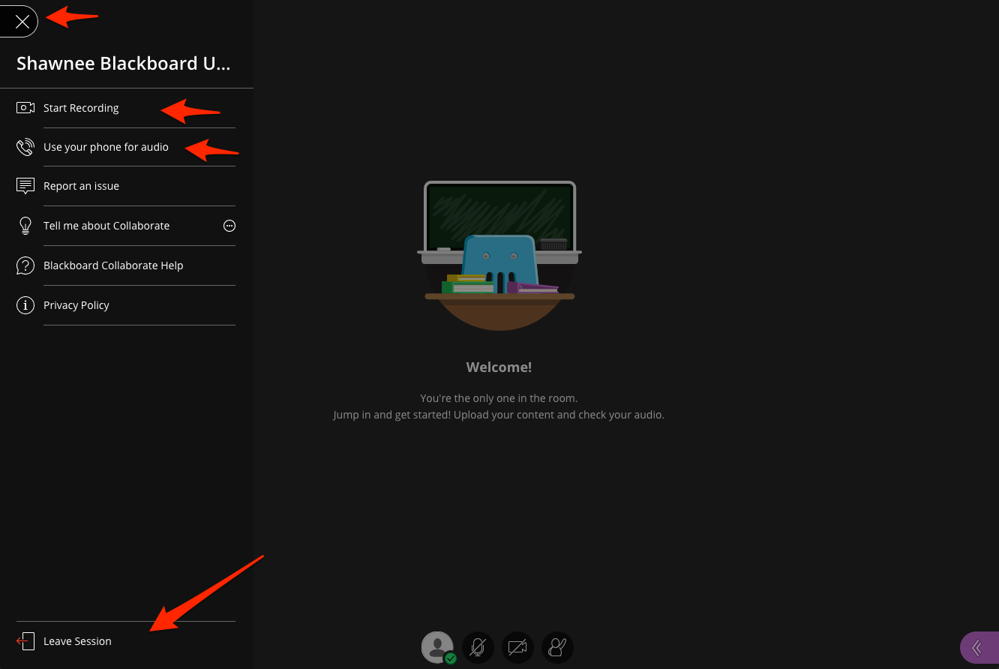 Shawnee Blackboard U...
Start Recording
Use your phone for audio
Report an issue
Tell me about Collaborate
Blackboard Collaborate Help
Privacy Policy
Leave Session
Welcome!
You're the only one in the room.
Jump in and get started! Upload your content and check your audio.